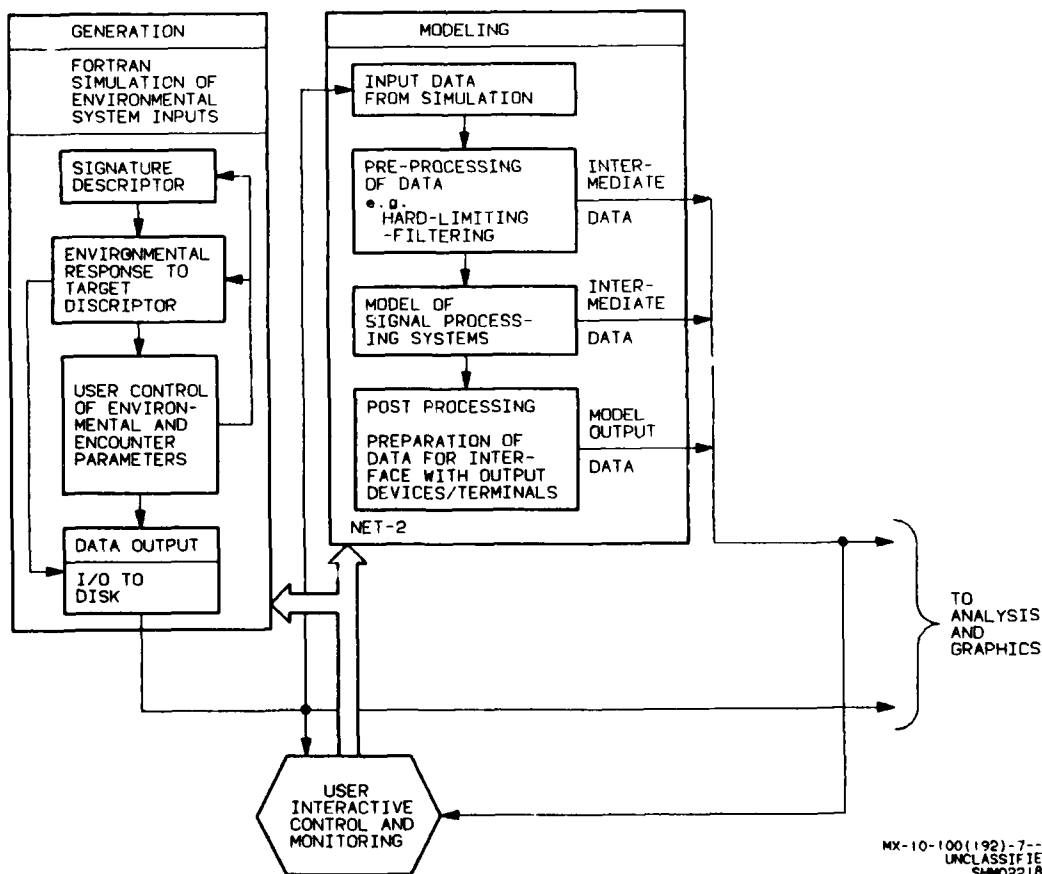 GENERATION
FORTRAN
SIMULATION OF
ENVIRONMENTAL
SYSTEM INPUTS
SIGNATURE
DESCRIPTOR
ENVIRONMENTAL
RESPONSE TO
TARGET
DISCRIPTOR
USER CONTROL
OF ENVIRON-
MENTAL AND
ENCOUNTER
PARAMETERS
DATA OUTPUT
I/O TO
DISK
MODELING
INPUT DATA
FROM SIMULATION
PRE-PROCESSING
OF DATA
e.g.
HARD-LIMITING
-FILTERING
INTER-
MEDIATE
DATA
MODEL OF
SIGNAL PROCESS-
ING SYSTEMS
INTER-
MEDIATE
DATA
POST PROCESSING
PREPARATION OF
DATA FOR INTER-
FACE WITH OUTPUT
DEVICES/TERMINALS
MODEL
OUTPUT
DATA
NET-2
TO
ANALYSIS
AND
GRAPHICS
USER
INTERACTIVE
CONTROL AND
MONITORING
MX-10-100(192)-7--
UNCLASSIFIE
SHM02218